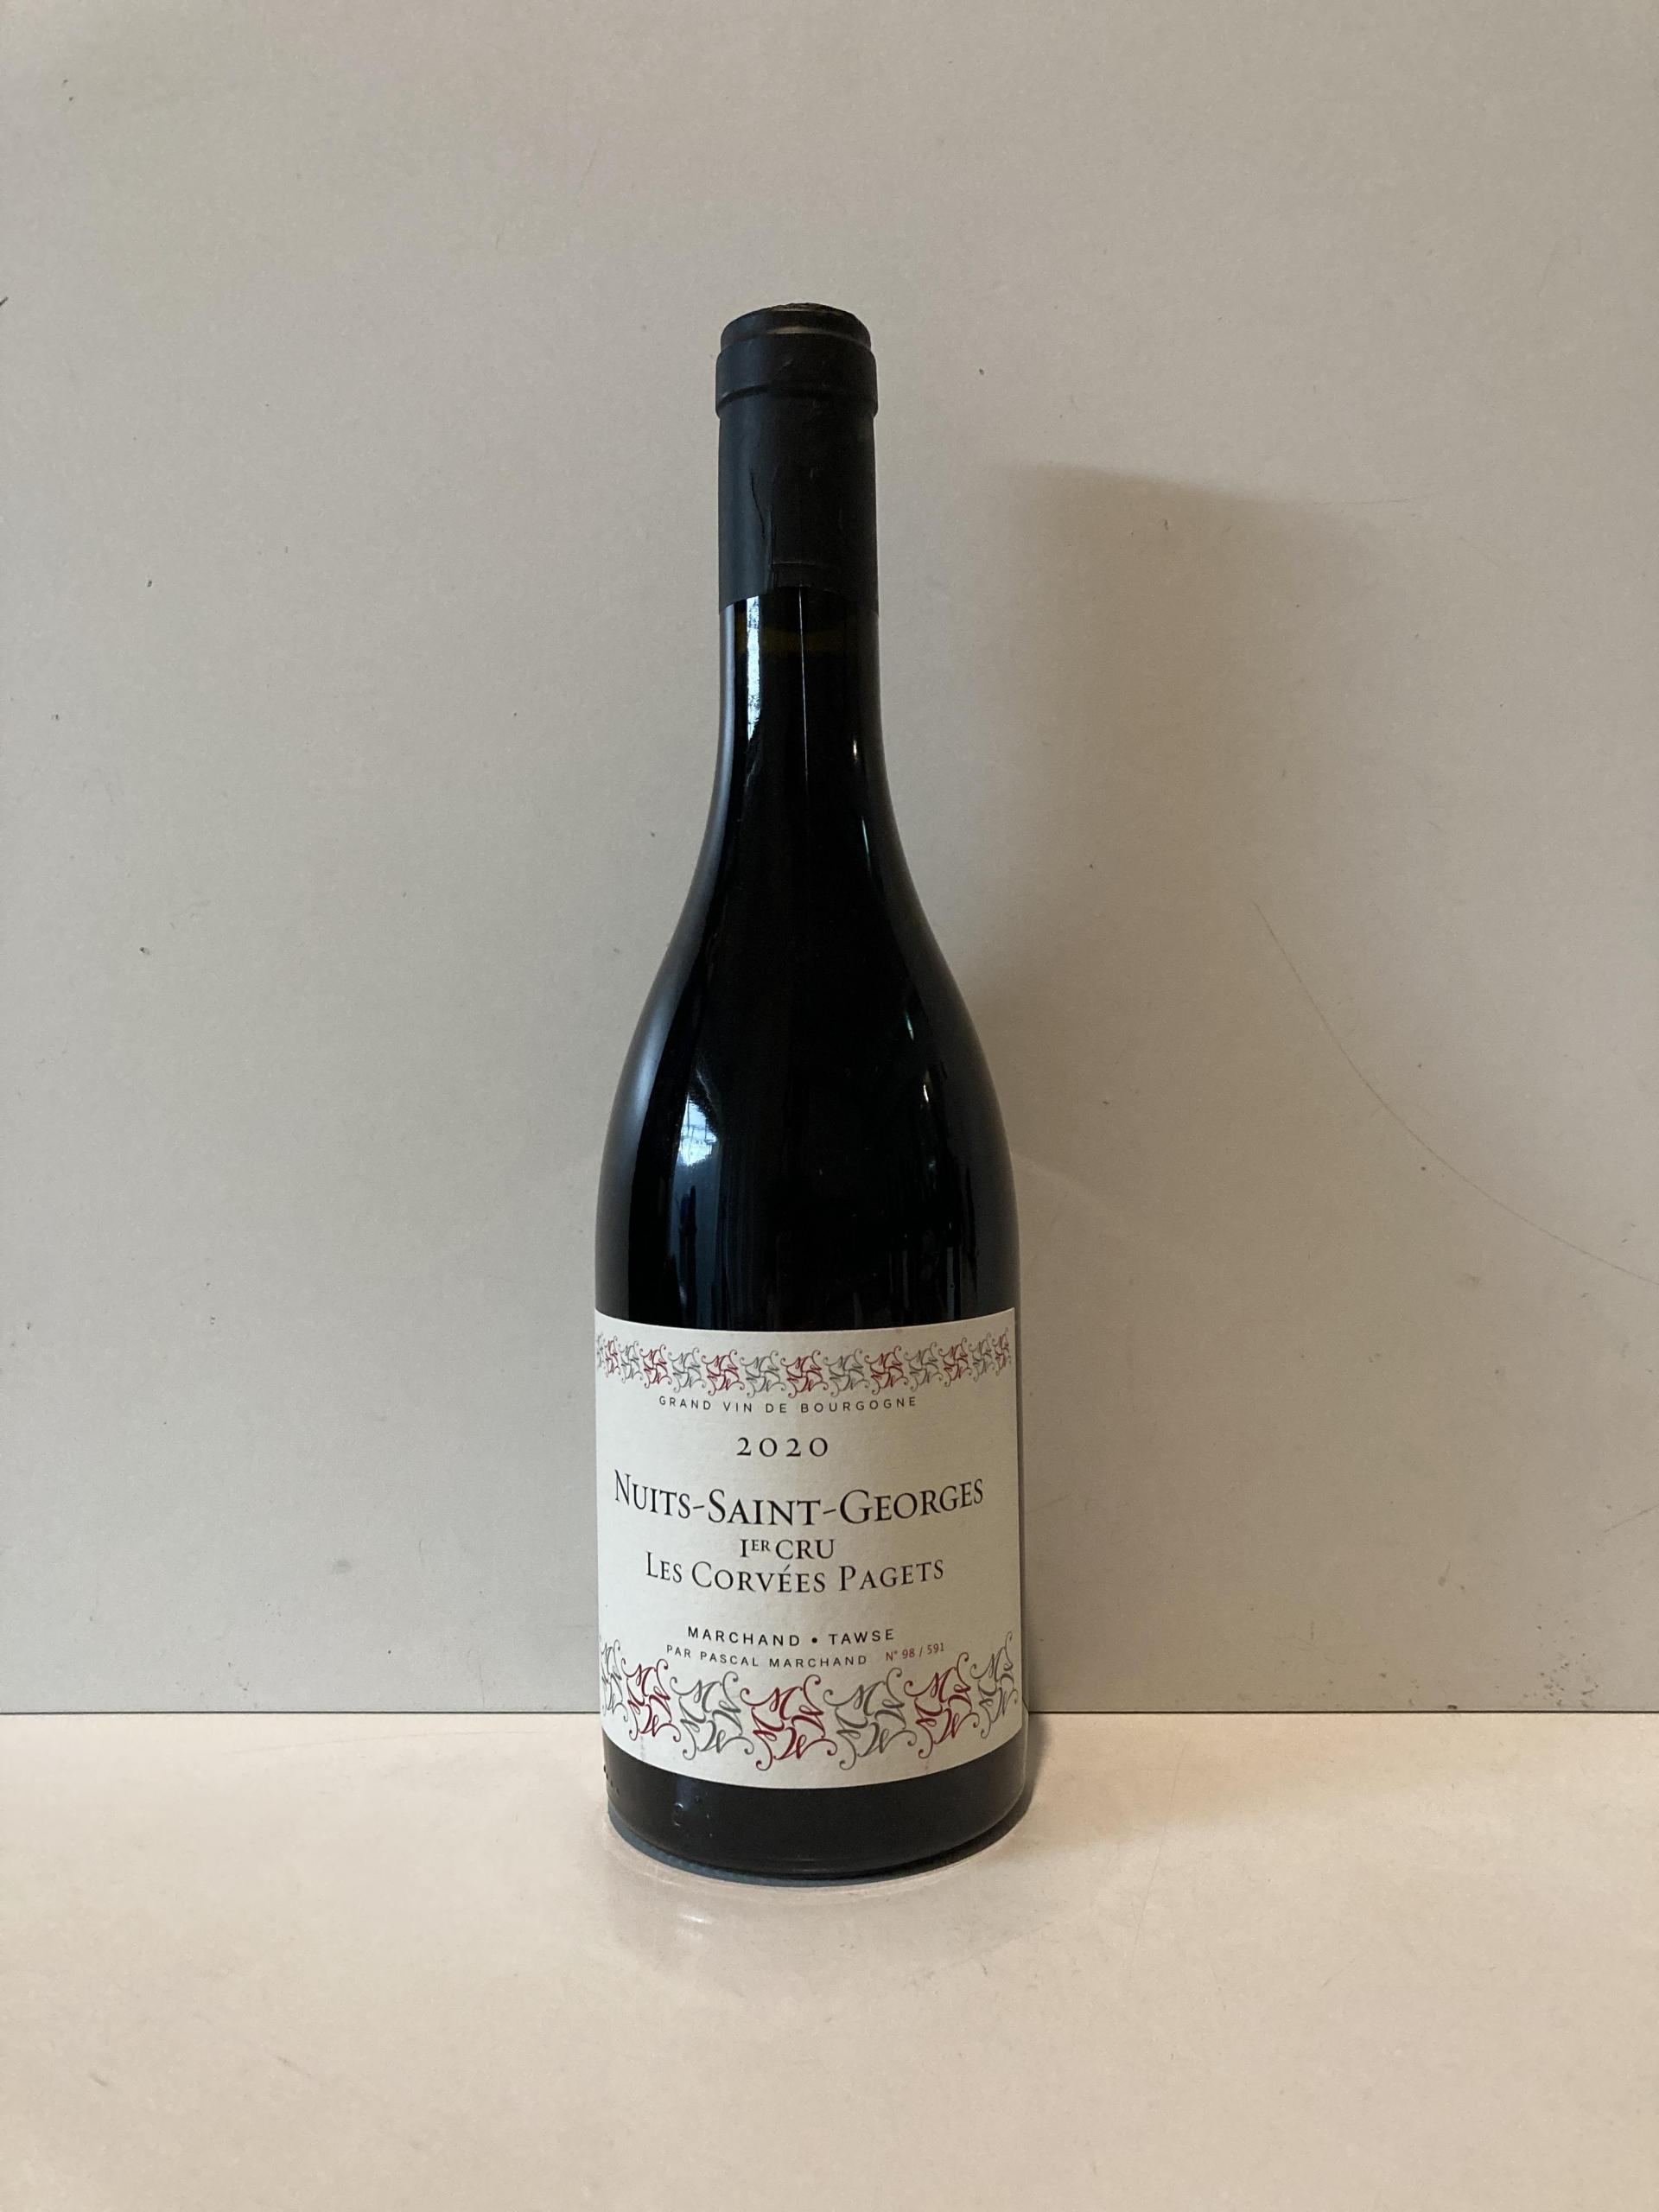 GRAND VIN DE BOURGOGNE
2020
NUITS-SAINT-GEORGES
IER CRU
LES CORVÉES PAGETS
MARCHAND • TAWSE
PAR PASCAL MARCHAND N° 98 / 591